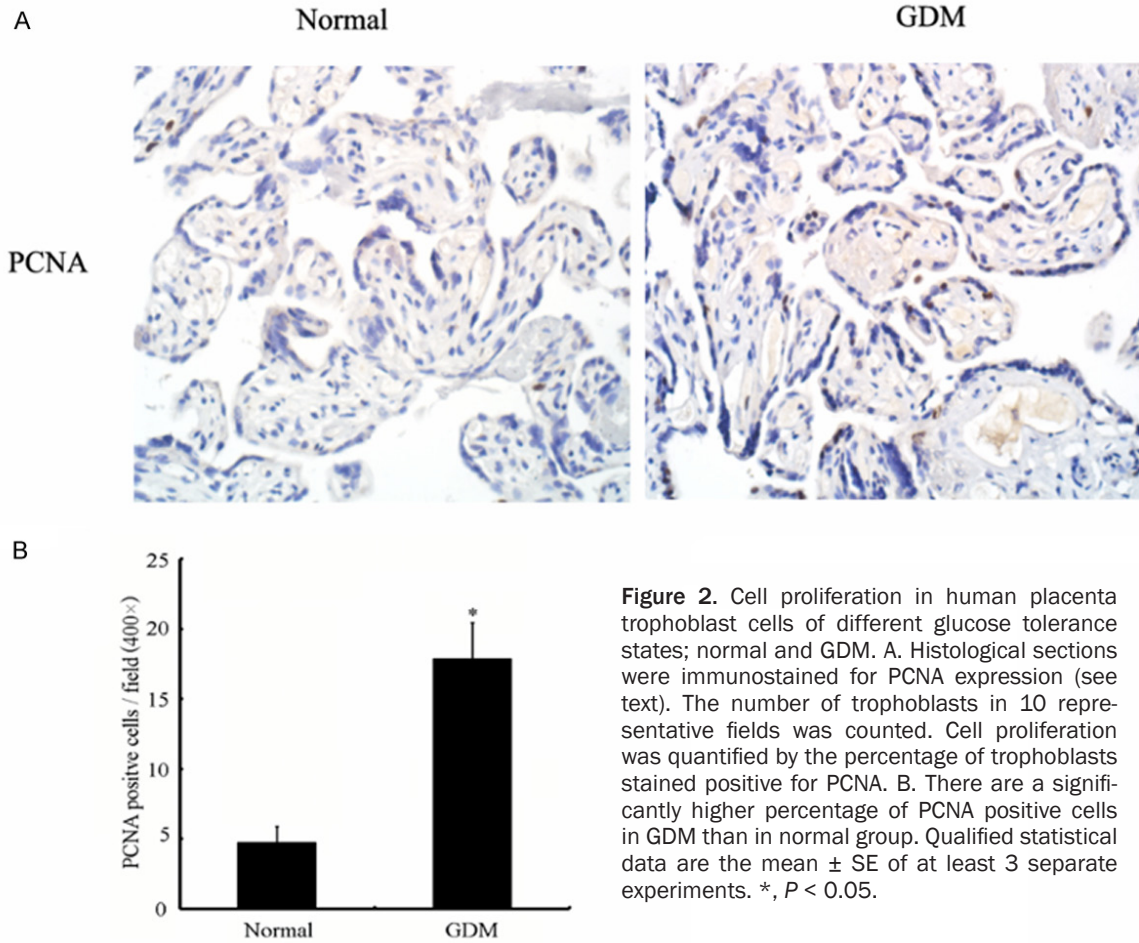 A
Normal
GDM
PCNA
B
PCNA positve cells / field (400×)
25
20
15
10
5
0
*
Normal
GDM
Figure 2. Cell proliferation in human placenta
trophoblast cells of different glucose tolerance
states; normal and GDM. A. Histological sections
were immunostained for PCNA expression (see
text). The number of trophoblasts in 10 repre-
sentative fields was counted. Cell proliferation
was quantified by the percentage of trophoblasts
stained positive for PCNA. B. There are a signifi-
cantly higher percentage of PCNA positive cells
in GDM than in normal group. Qualified statistical
data are the mean ± SE of at least 3 separate
experiments. *, P < 0.05.